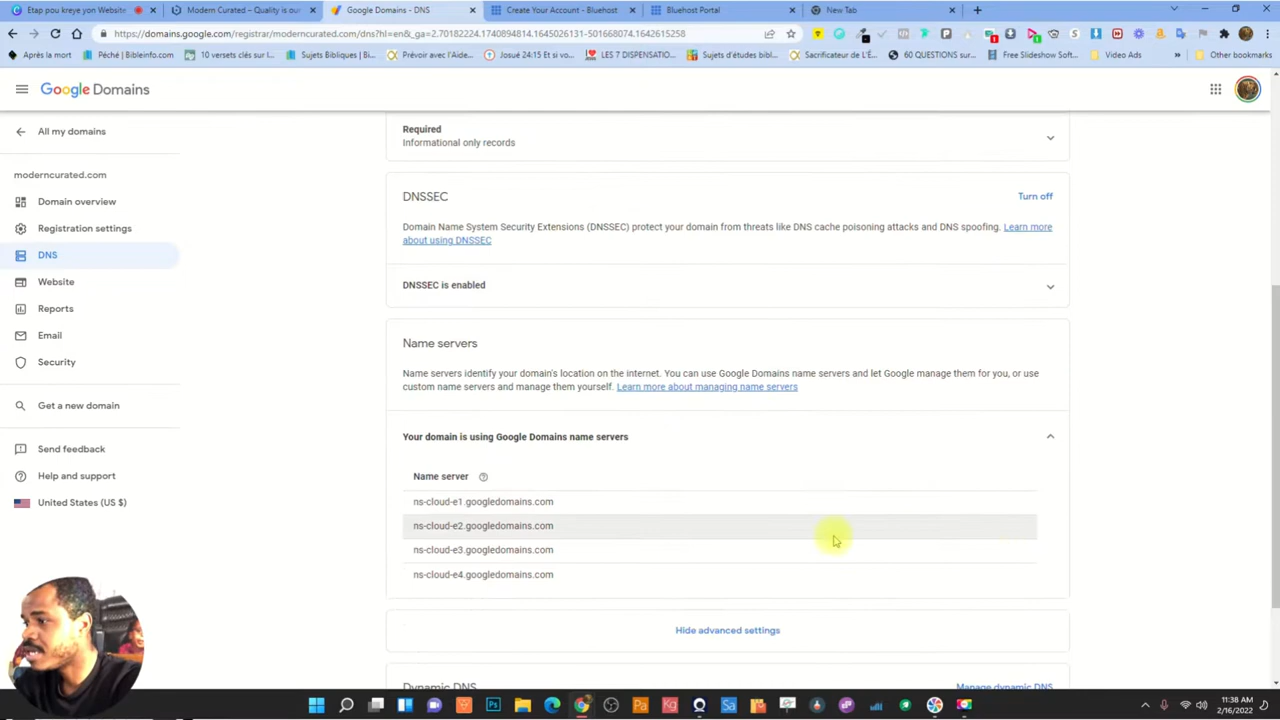 Etap pou kreye yon Website
Modern Curated – Quality is our
Google Domains - DNS
Create Your Account - Bluehost
Bluehost Portal
New Tab
https://domains.google.com/registrar/moderncurated.com/dns?hl=en&_ga=2.70182224.1740894814.1645026131-501668074.1642615258
Après la mort
Péché | Bibleinfo.com
10 versets clés sur l...
Sujets Bibliques | Bi...
Prévoir avec l'Aide...
Josué 24:15 Et si vo...
LES 7 DISPENSATIO...
Sujets d'études bibl...
Sacrificateur de L'É...
60 QUESTIONS sur...
Free Slideshow Soft...
Video Ads
»
Other bookmarks
Google Domains
All my domains
moderncurated.com
Domain overview
Registration settings
DNS
Website
Reports
Email
Security
Get a new domain
Send feedback
Help and support
United States (US $)
Required
Informational only records
DNSSEC
Turn off
Domain Name System Security Extensions (DNSSEC) protect your domain from threats like DNS cache poisoning attacks and DNS spoofing. Learn more
about using DNSSEC
DNSSEC is enabled
Name servers
Name servers identify your domain's location on the internet. You can use Google Domains name servers and let Google manage them for you, or use
custom name servers and manage them yourself. Learn more about managing name servers
Your domain is using Google Domains name servers
Name server
ns-cloud-e1.googledomains.com
ns-cloud-e2.googledomains.com
ns-cloud-e3.googledomains.com
ns-cloud-e4.googledomains.com
Hide advanced settings
Dynamic DNS
Manage dynamic DNS
11:38 AM
2/16/2022